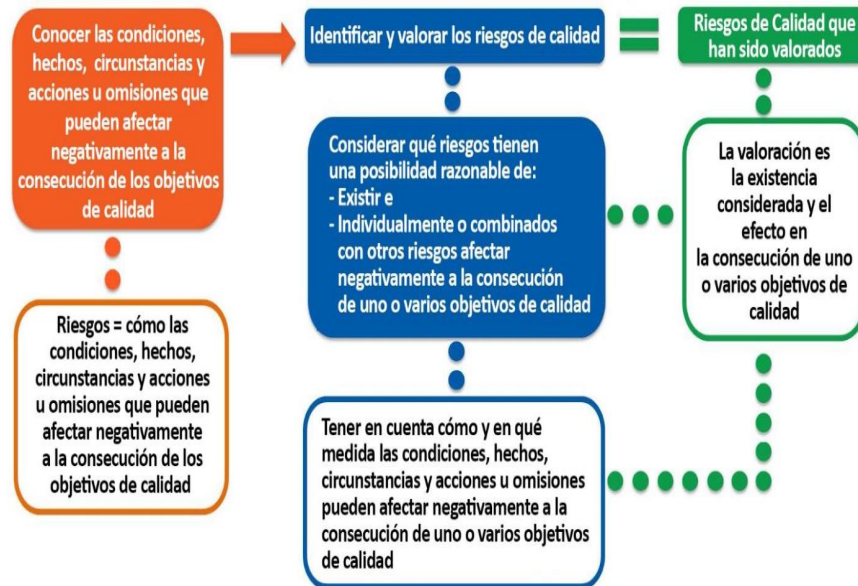 Conocer las condiciones,
hechos, circunstancias y
acciones u omisiones que
pueden afectar
negativamente a la
consecución de los objetivos
de calidad
Riesgos = cómo las
condiciones, hechos,
circunstancias y acciones
u omisiones que pueden
afectar negativamente
a la consecución de los
objetivos de calidad
Identificar y valorar los riesgos de calidad
Considerar qué riesgos tienen
una posibilidad razonable de:
- Existir e
- Individualmente o combinados
con otros riesgos afectar
negativamente a la consecución
de uno o varios objetivos de calidad
Tener en cuenta cómo y en qué
medida las condiciones, hechos,
circunstancias y acciones u omisiones
pueden afectar negativamente a la
consecución de uno o varios objetivos
de calidad
Riesgos de Calidad que
han sido valorados
La valoración es
la existencia
considerada y el
efecto en
la consecución de uno
o varios objetivos de
calidad